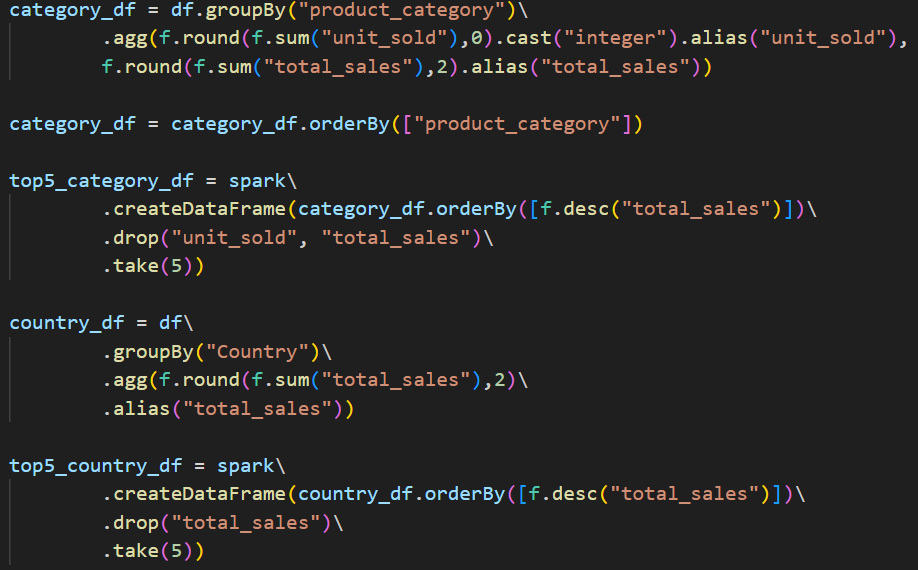 category_df = df.groupBy("product_category")\
        .agg(f.round(f.sum("unit_sold"),0).cast("integer").alias("unit_sold"),
        f.round(f.sum("total_sales"),2).alias("total_sales"))

category_df = category_df.orderBy(["product_category"])

top5_category_df = spark\
        .createDataFrame(category_df.orderBy([f.desc("total_sales")])\
        .drop("unit_sold", "total_sales")\
        .take(5))

country_df = df\
        .groupBy("Country")\
        .agg(f.round(f.sum("total_sales"),2)\
        .alias("total_sales"))

top5_country_df = spark\
        .createDataFrame(country_df.orderBy([f.desc("total_sales")])\
        .drop("total_sales")\
        .take(5))